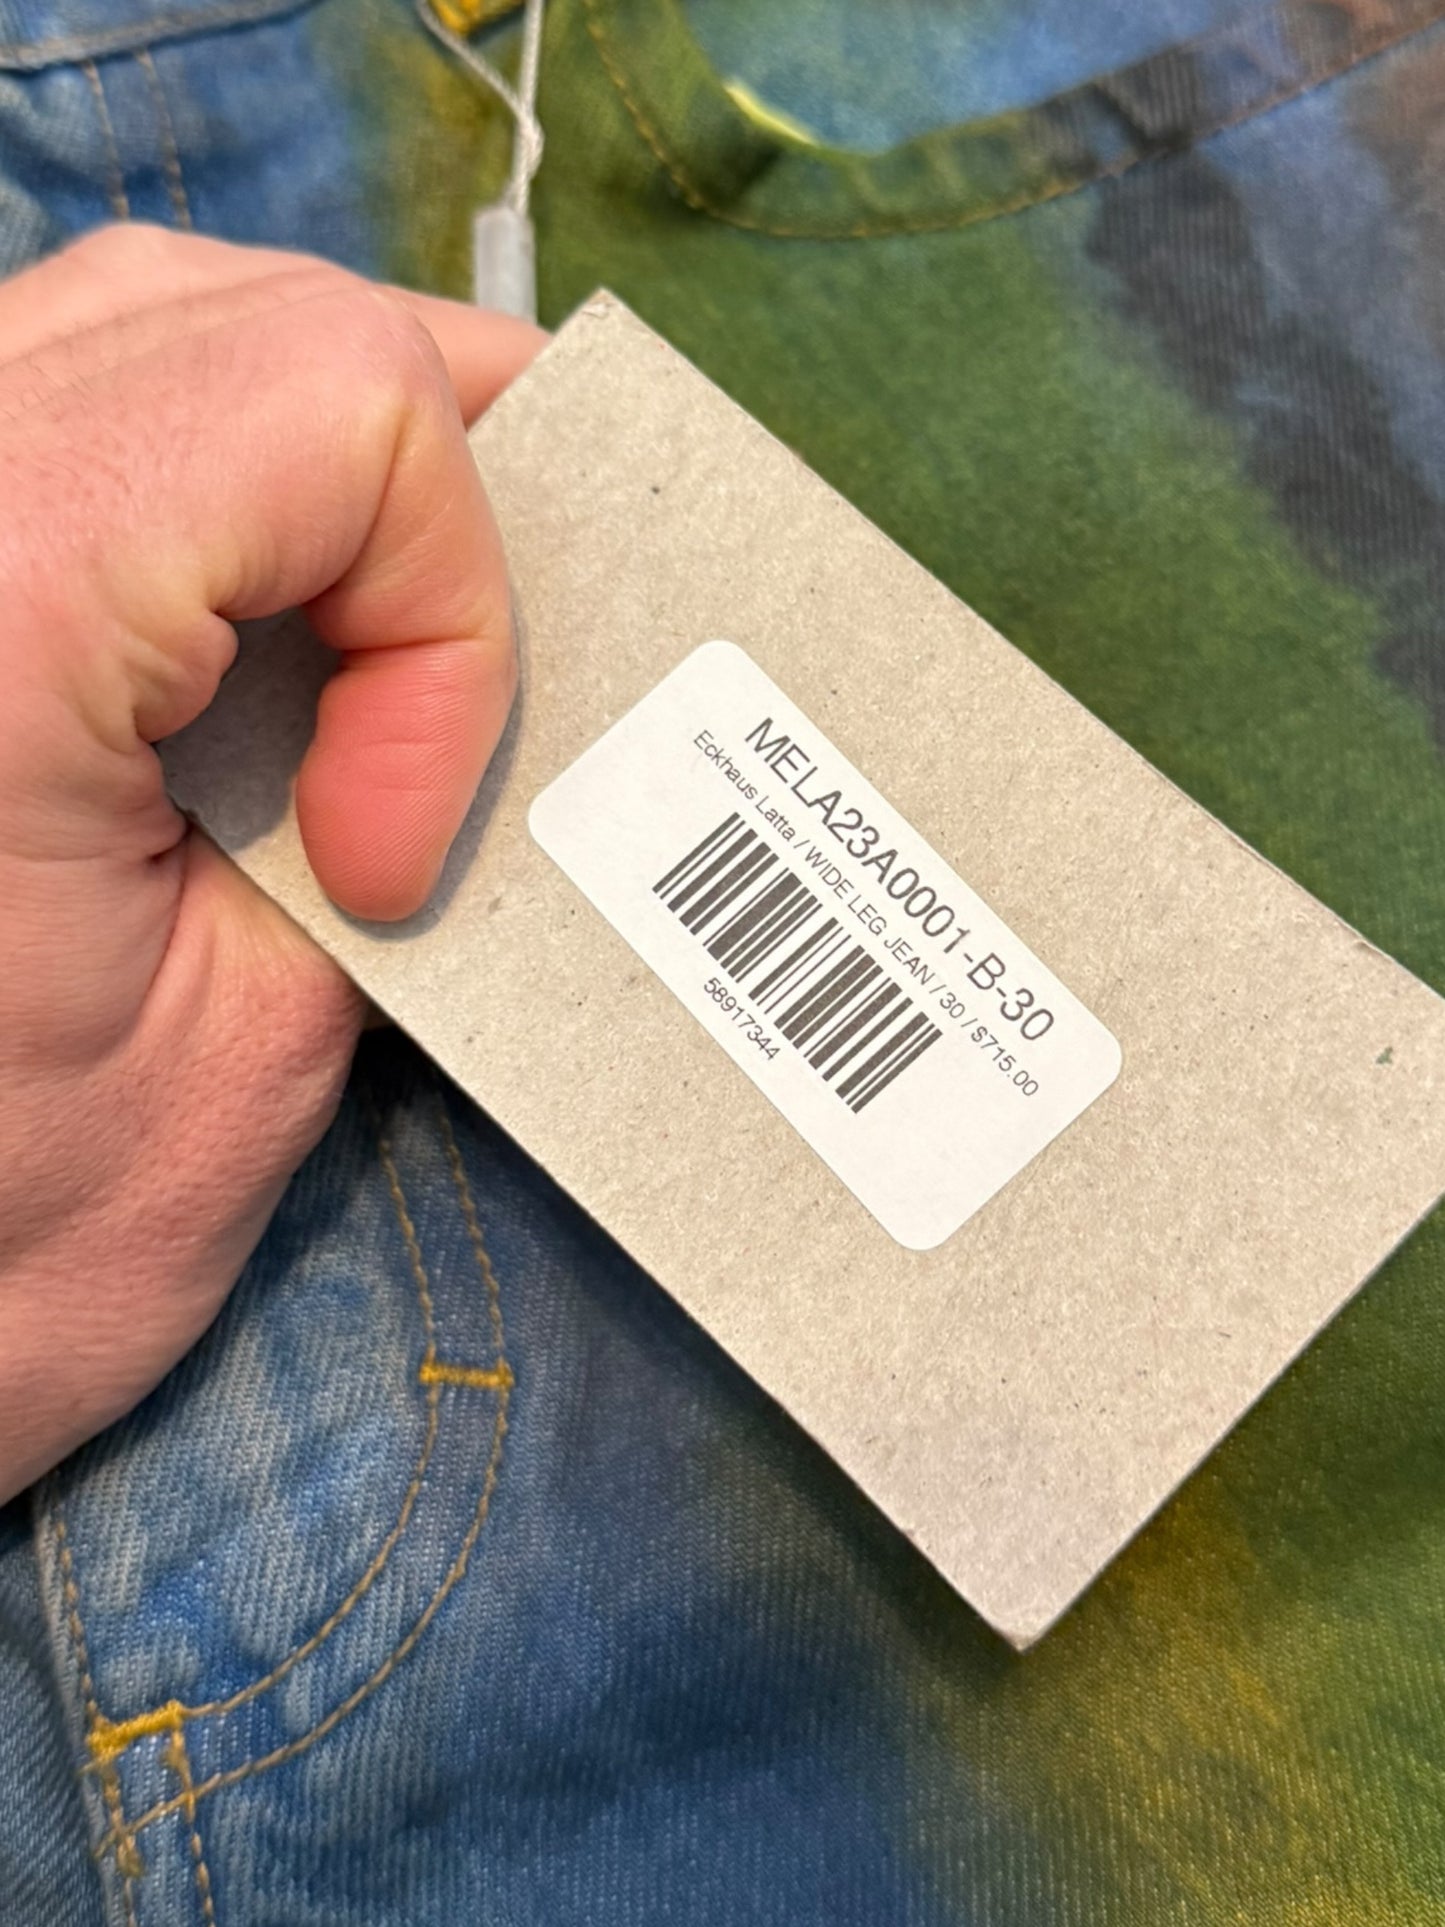 MELA23A0001-B-30
Eckhaus Latta / WIDE LEG JEAN / 30 / $715.00
58917344